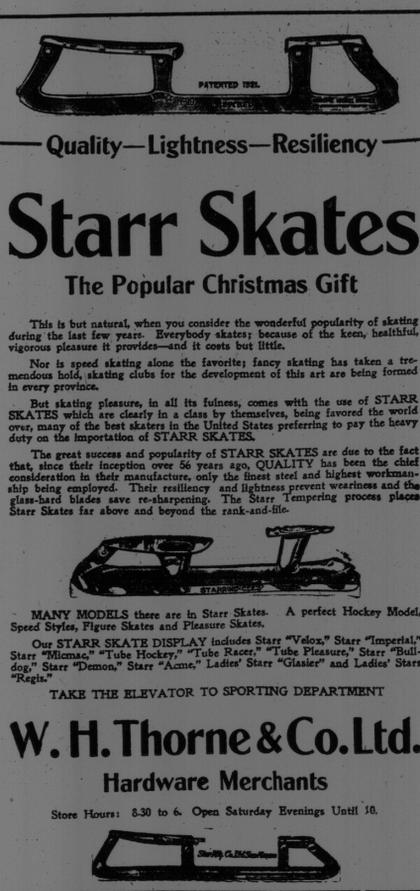 PATENTED 1921.
Quality—Lightness—Resiliency
Starr Skates
The Popular Christmas Gift
This is but natural, when you consider the wonderful popularity of skating
during the last few years. Everybody skates; because of the keen, healthful,
vigorous pleasure it provides—and it costs but little.
Nor is speed skating alone the favorite; fancy skating has taken a tre-
mendous hold, skating clubs for the development of this art are being formed
in every province.
But skating pleasure, in all its fulness, comes with the use of STARR
SKATES which are clearly in a class by themselves, being favored the world
over, many of the best skaters in the United States preferring to pay the heavy
duty on the importation of STARR SKATES.
The great success and popularity of STARR SKATES are due to the fact
that, since their inception over 56 years ago, QUALITY has been the chief
consideration in their manufacture, only the finest steel and highest workman-
ship being employed. Their resiliency and lightness prevent weariness and the
glass-hard blades save re-sharpening. The Starr Tempering process places
Starr Skates far above and beyond the rank-and-file.
MANY MODELS there are in Starr Skates. A perfect Hockey Model,
Speed Styles, Figure Skates and Pleasure Skates.
Our STARR SKATE DISPLAY includes Starr "Velox," Starr "Imperial,"
Starr "Micmac," "Tube Hockey," "Tube Racer," "Tube Pleasure," Starr "Bull-
dog," Starr "Demon," Starr "Acme," Ladies' Starr "Glasier" and Ladies' Starr
"Regis."
TAKE THE ELEVATOR TO SPORTING DEPARTMENT
W. H. Thorne & Co. Ltd.
Hardware Merchants
Store Hours: 8.30 to 6. Open Saturday Evenings Until 10.